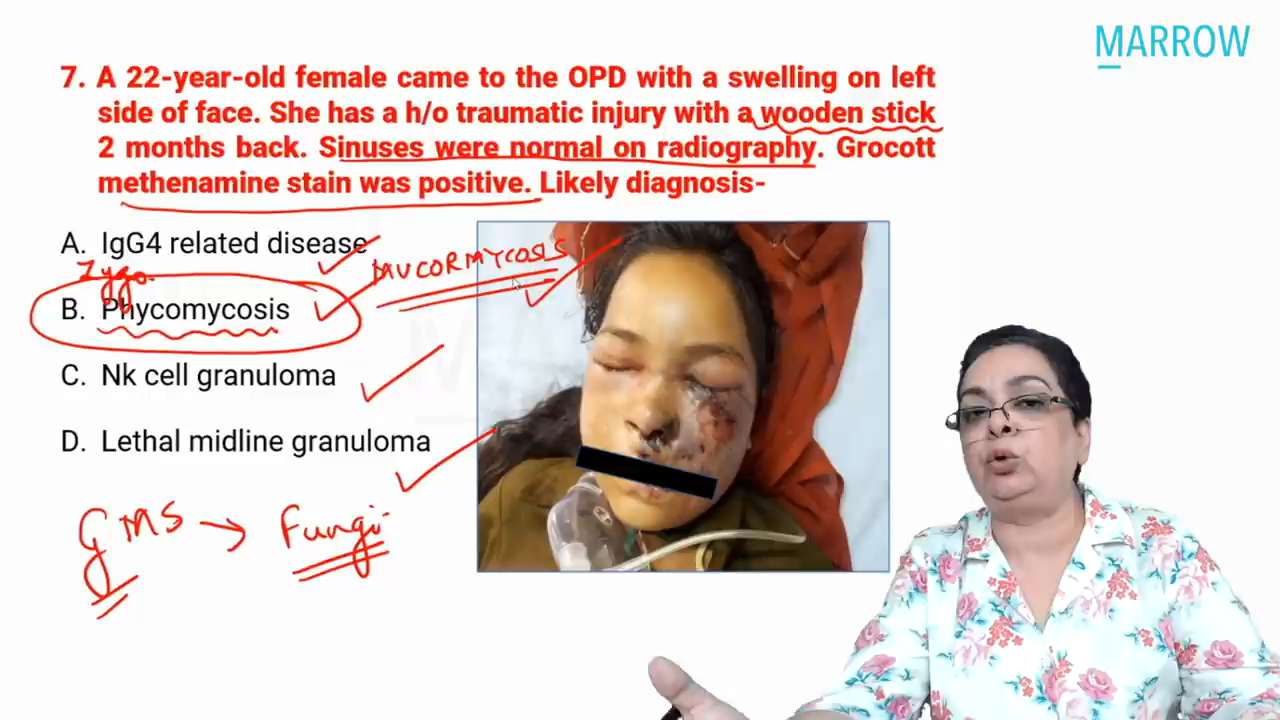 MARROW
7. A 22-year-old female came to the OPD with a swelling on left
side of face. She has a h/o traumatic injury with a wooden stick
2 months back. Sinuses were normal on radiography. Grocott
methenamine stain was positive. Likely diagnosis-
A. IgG4 related disease
Zygo.
MUCORMYCOSIS
B. Phycomycosis
C. Nk cell granuloma
D. Lethal midline granuloma
GMS → Fungi